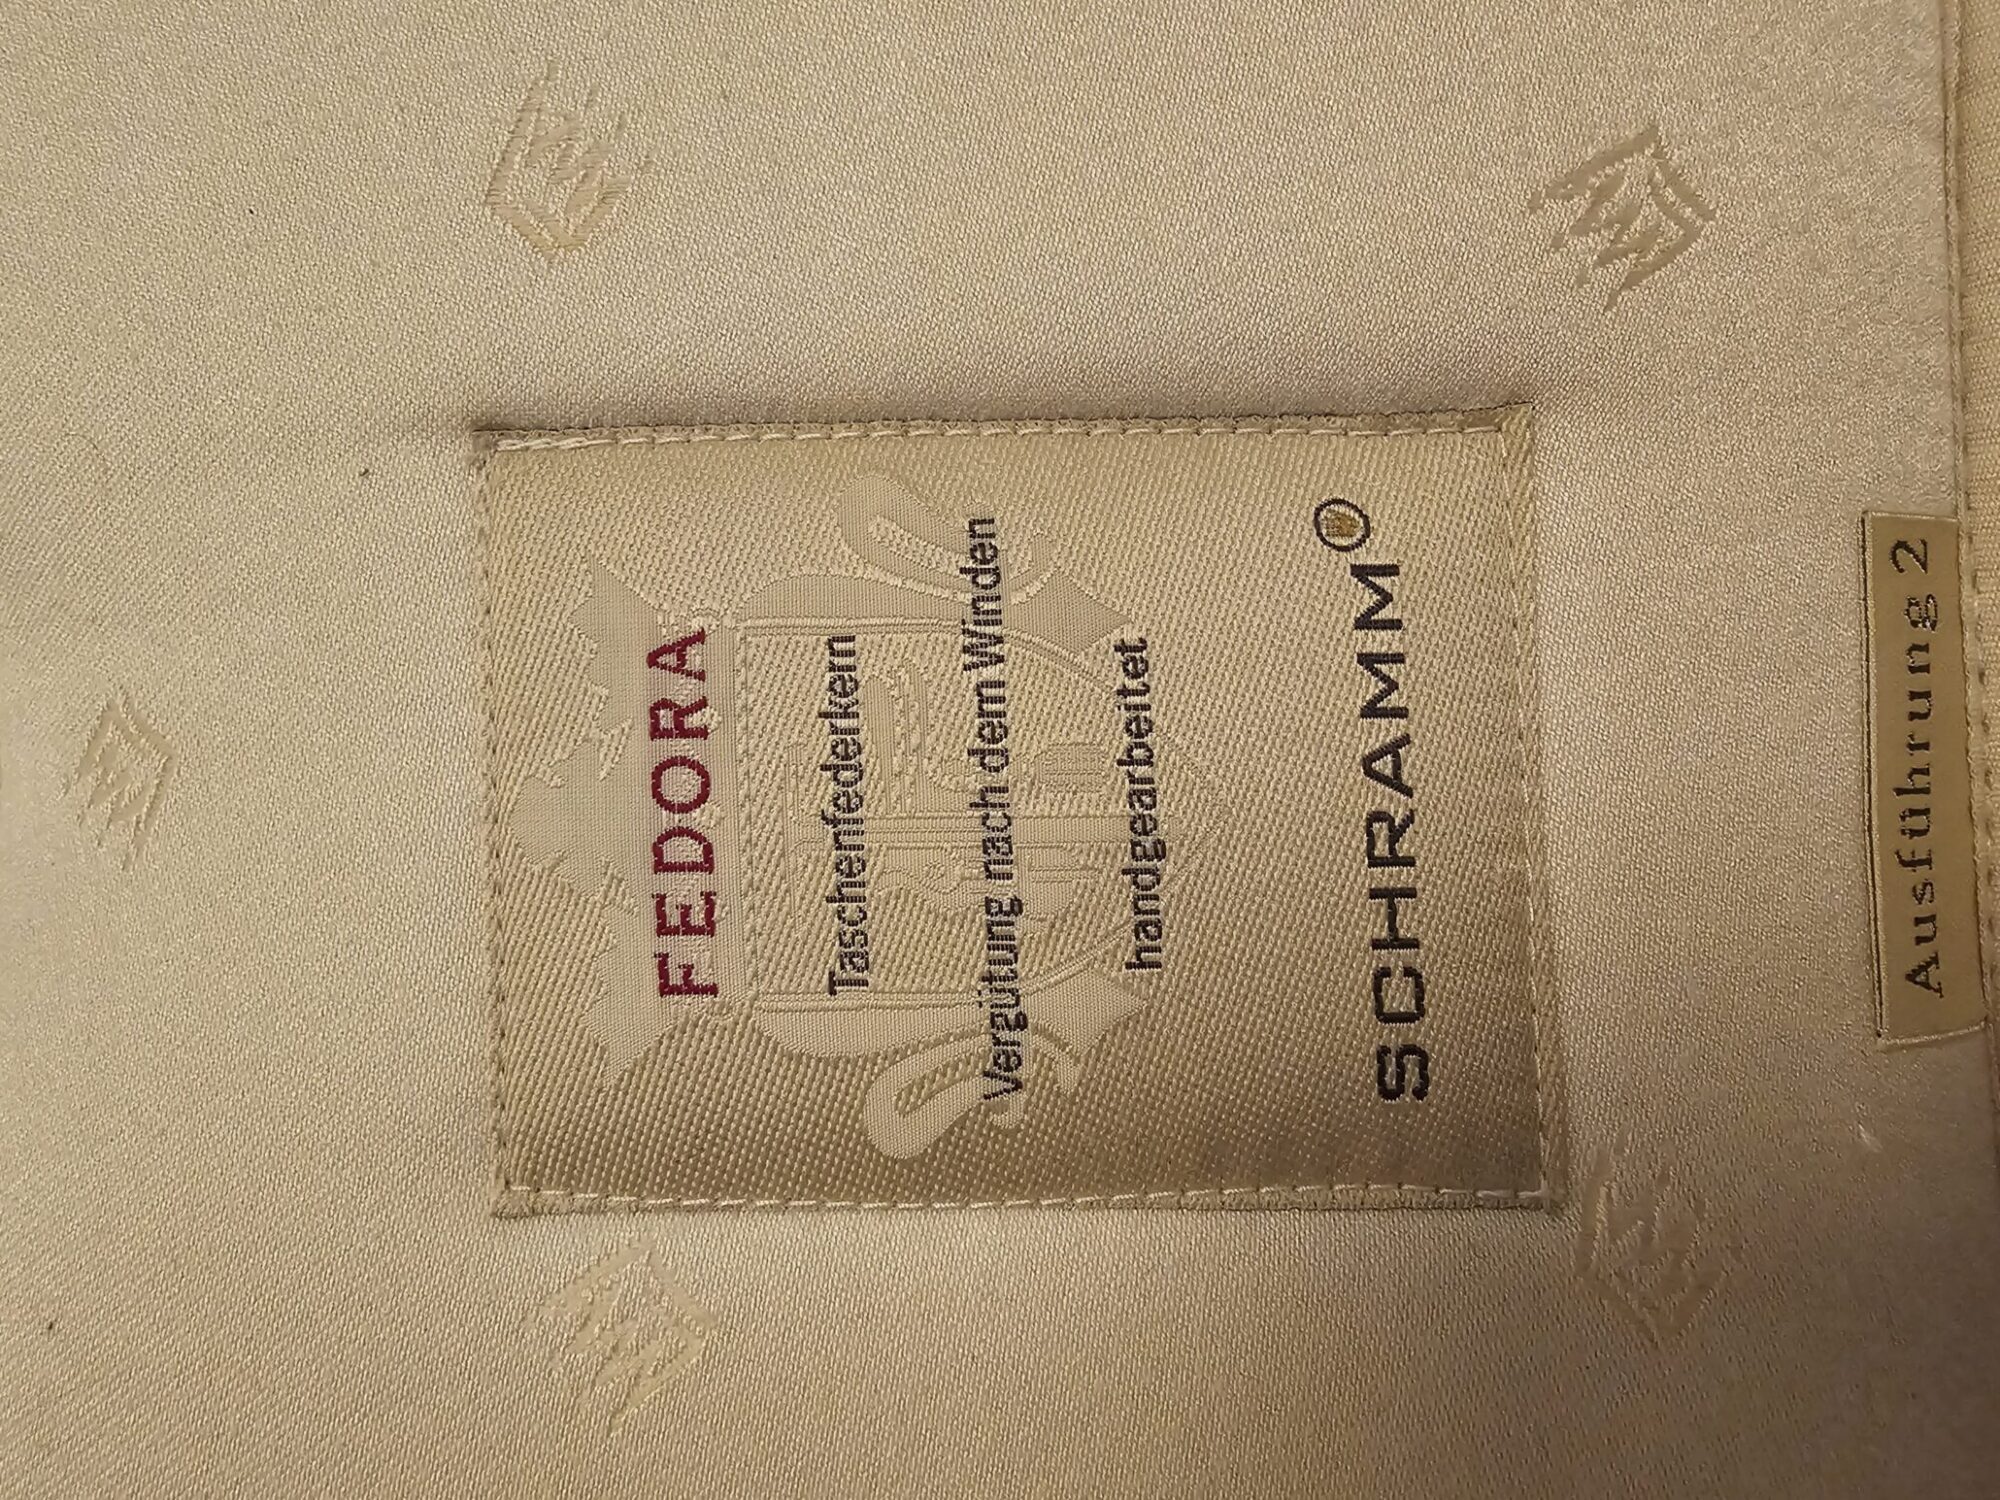 FEDORA
Taschenfederkern
Vergütung nach dem Winden
handgearbeitet
SCHRAMM
Ausführung 2